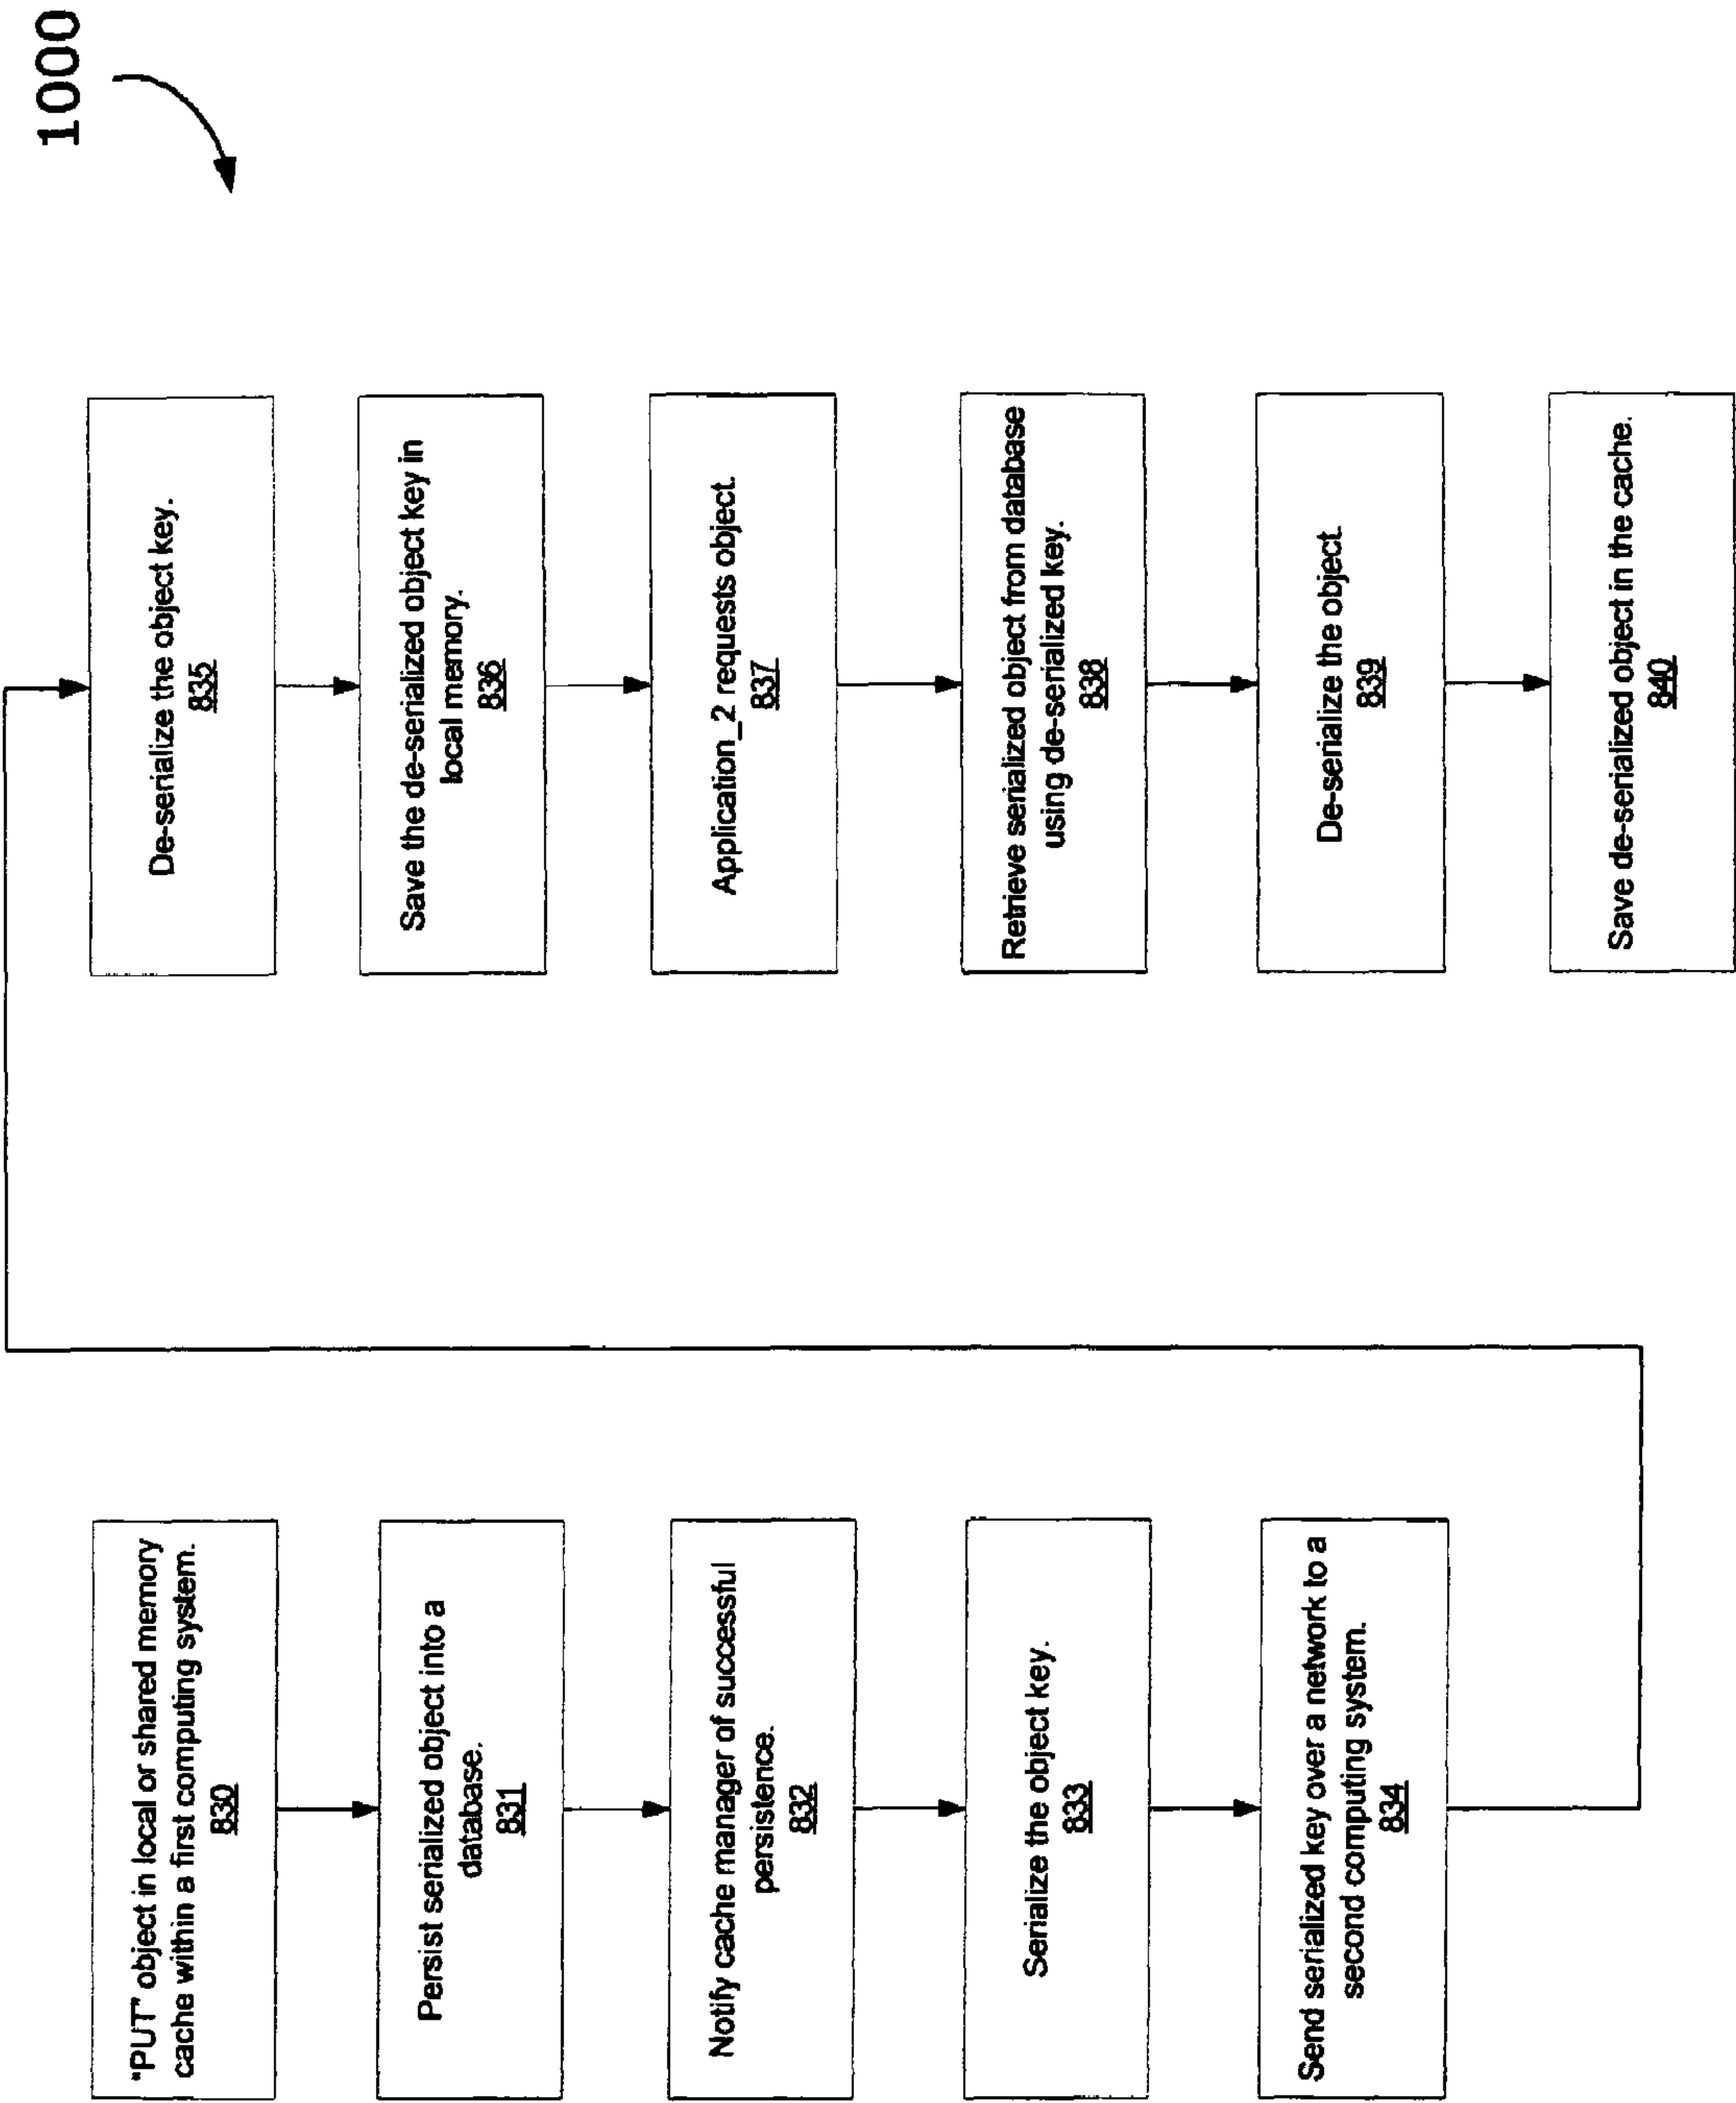 1000
"PUT" object in local or shared memory
cache within a first computing system.
830
Persist serialized object into a
database.
831
Notify cache manager of successful
persistence.
832
Serialize the object key.
833
Send serialized key over a network to a
second computing system.
834
De-serialize the object key.
835
Save the de-serialized object key in
local memory.
836
Application_2 requests object.
837
Retrieve serialized object from database
using de-serialized key.
838
De-serialize the object.
839
Save de-serialized object in the cache.
840